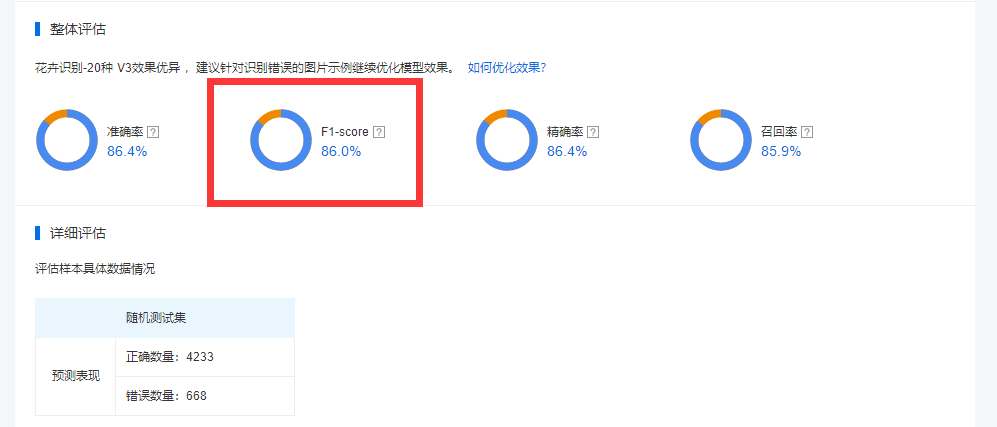 整体评估
花卉识别-20种 V3效果优异 ，建议针对识别错误的图片示例继续优化模型效果。 如何优化效果?
准确率 ?
86.4%
F1-score ?
86.0%
精确率 ?
86.4%
召回率 ?
85.9%
详细评估
评估样本具体数据情况
随机测试集
预测表现
正确数量：4233
错误数量：668